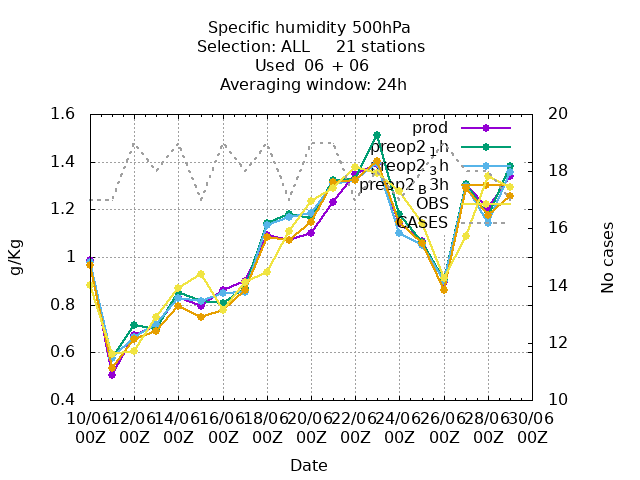 Specific humidity 500hPa
Selection: ALL 21 stations
Used 06 + 06
Averaging window: 24h
g/Kg
No cases
1.6
1.4
1.2
1
0.8
0.6
0.4
20
18
16
14
12
10
prod
preop2_1h
preop2_3h
preop2_B3h
OBS
CASES
10/06 12/06 14/06 16/06 18/06 20/06 22/06 24/06 26/06 28/06 30/06
00Z 00Z 00Z 00Z 00Z 00Z 00Z 00Z 00Z 00Z 00Z
Date